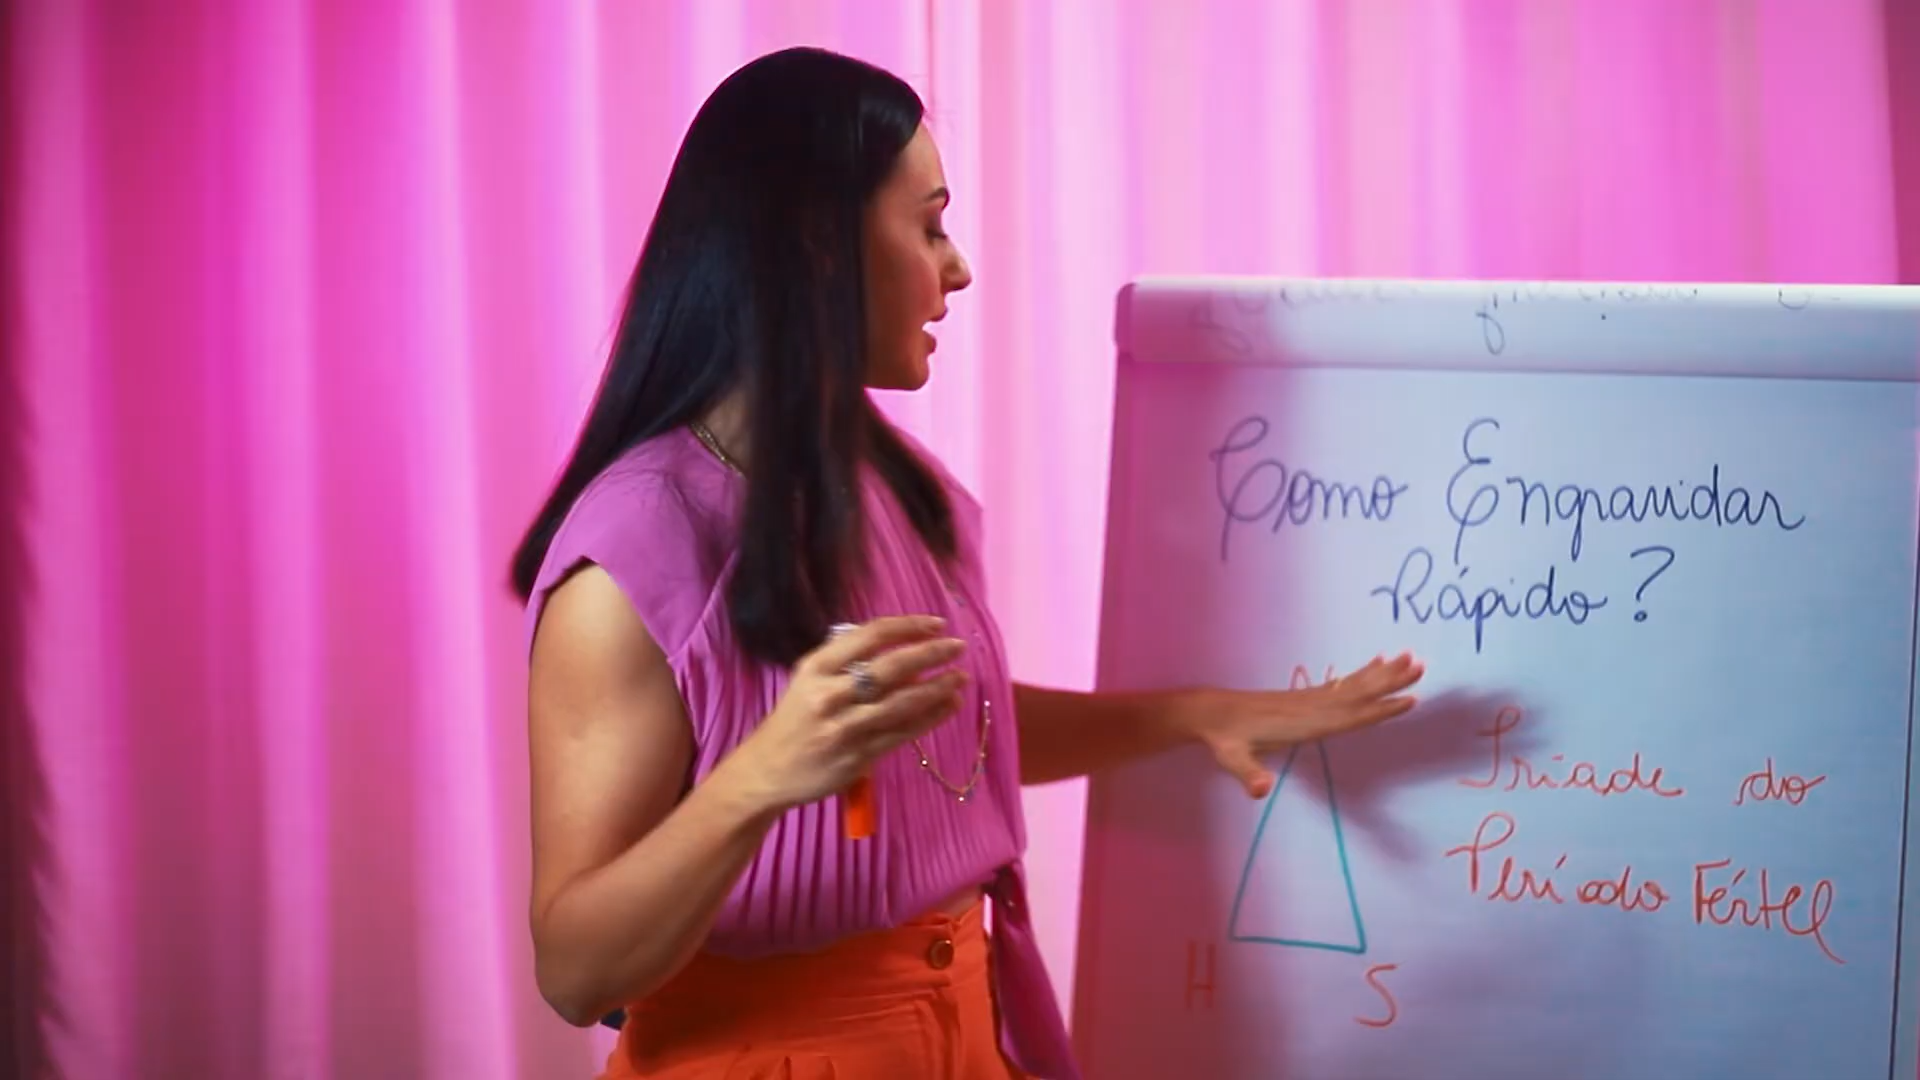 Como Engravidar
Rápido?
Tríade do
Período Fértil
H
S